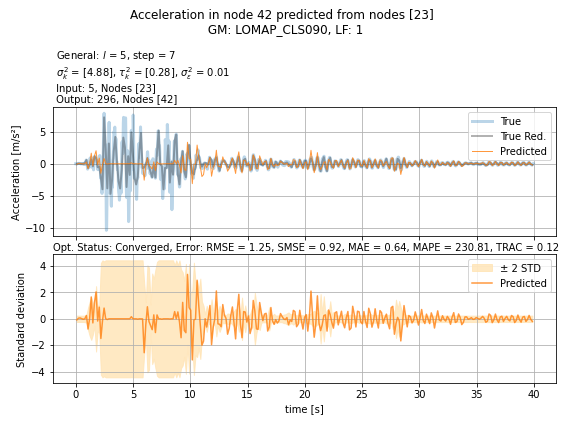 Acceleration in node 42 predicted from nodes [23]
GM: LOMAP_CLS090, LF: 1
General: l = 5, step = 7
σ²ₖ = [4.88], τ²ₖ = [0.28], σ²ε = 0.01
Input: 5, Nodes [23]
Output: 296, Nodes [42]
True
True Red.
Predicted
Acceleration [m/s²]
5
0
−5
−10
Opt. Status: Converged, Error: RMSE = 1.25, SMSE = 0.92, MAE = 0.64, MAPE = 230.81, TRAC = 0.12
± 2 STD
Predicted
Standard deviation
4
2
0
−2
−4
0 5 10 15 20 25 30 35 40
time [s]